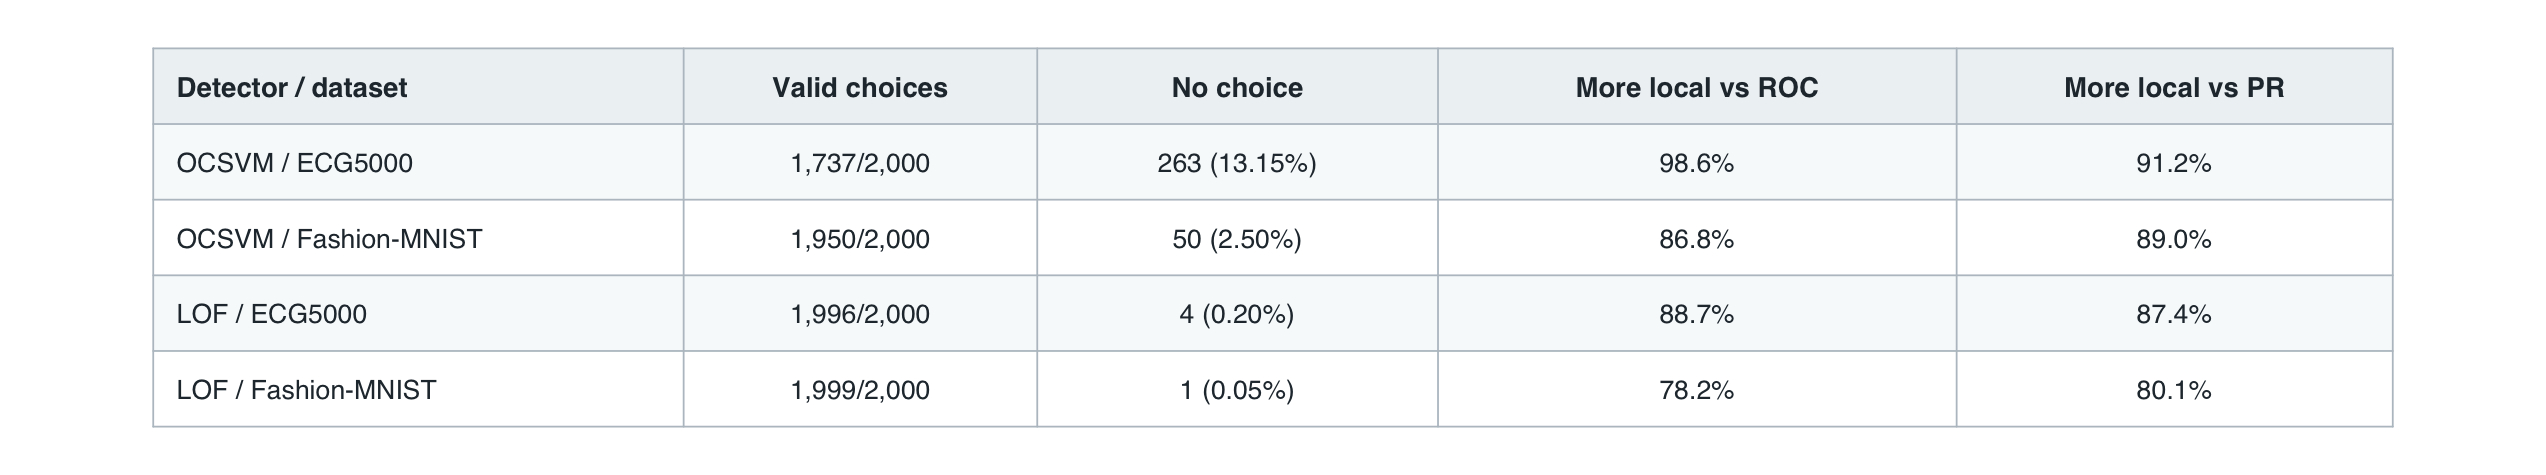 Detector / dataset Valid choices No choice More local vs ROC More local vs PR
OCSVM / ECG5000 1,737/2,000 263 (13.15%) 98.6% 91.2%
OCSVM / Fashion-MNIST 1,950/2,000 50 (2.50%) 86.8% 89.0%
LOF / ECG5000 1,996/2,000 4 (0.20%) 88.7% 87.4%
LOF / Fashion-MNIST 1,999/2,000 1 (0.05%) 78.2% 80.1%